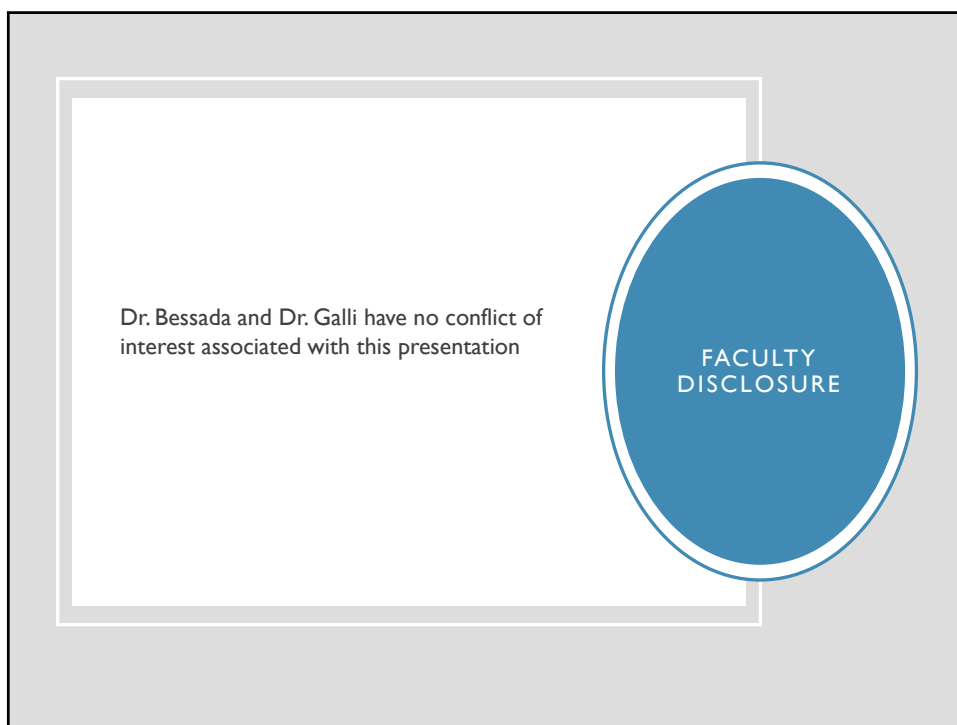 Dr. Bessada and Dr. Galli have no conflict of
interest associated with this presentation
FACULTY
DISCLOSURE